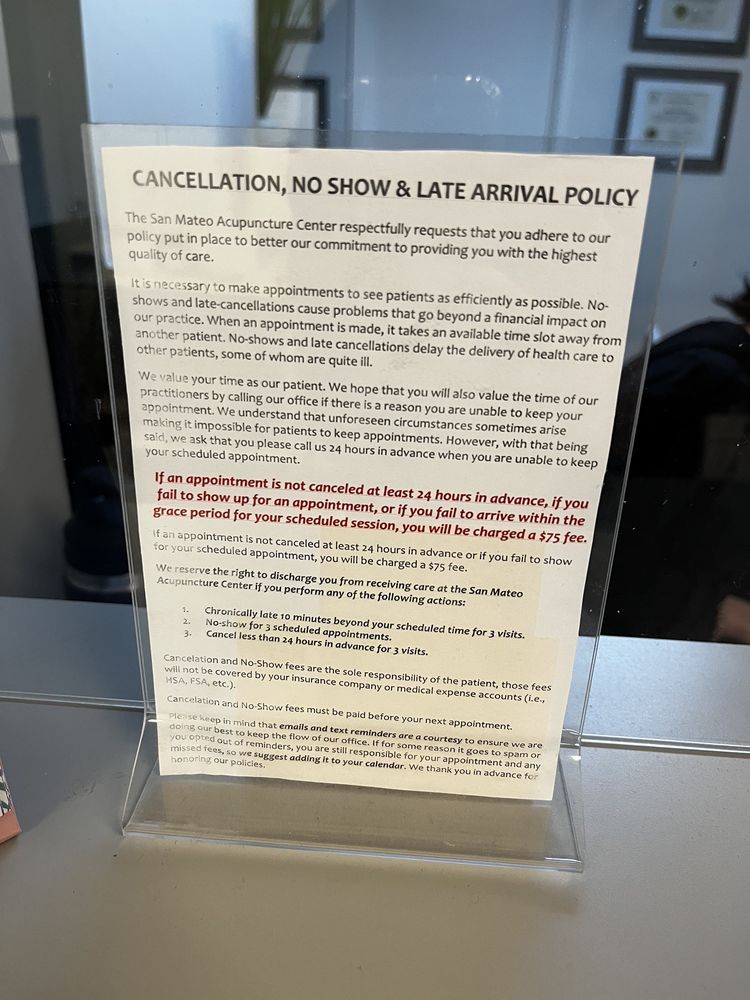 CANCELLATION, NO SHOW & LATE ARRIVAL POLICY
The San Mateo Acupuncture Center respectfully requests that you adhere to our
policy put in place to better our commitment to providing you with the highest
quality of care.
It is necessary to make appointments to see patients as efficiently as possible. No-
shows and late-cancellations cause problems that go beyond a financial impact on
our practice. When an appointment is made, it takes an available time slot away from
another patient. No-shows and late cancellations delay the delivery of health care to
other patients, some of whom are quite ill.
We value your time as our patient. We hope that you will also value the time of our
practitioners by calling our office if there is a reason you are unable to keep your
appointment. We understand that unforeseen circumstances sometimes arise
making it impossible for patients to keep appointments. However, with that being
said, we ask that you please call us 24 hours in advance when you are unable to keep
your scheduled appointment.
If an appointment is not canceled at least 24 hours in advance, if you
fail to show up for an appointment, or if you fail to arrive within the
grace period for your scheduled session, you will be charged a $75 fee.
If an appointment is not canceled at least 24 hours in advance or if you fail to show
for your scheduled appointment, you will be charged a $75 fee.
We reserve the right to discharge you from receiving care at the San Mateo
Acupuncture Center if you perform any of the following actions:
1. Chronically late 10 minutes beyond your scheduled time for 3 visits.
2. No-show for 3 scheduled appointments.
3. Cancel less than 24 hours in advance for 3 visits.
Cancelation and No-Show fees are the sole responsibility of the patient, those fees
will not be covered by your insurance company or medical expense accounts (i.e.,
HSA, FSA, etc.).
Cancelation and No-Show fees must be paid before your next appointment.
Please keep in mind that emails and text reminders are a courtesy to ensure we are
doing our best to keep the flow of our office. If for some reason it goes to spam or
you opted out of reminders, you are still responsible for your appointment and any
missed fees, so we suggest adding it to your calendar. We thank you in advance for
honoring our policies.